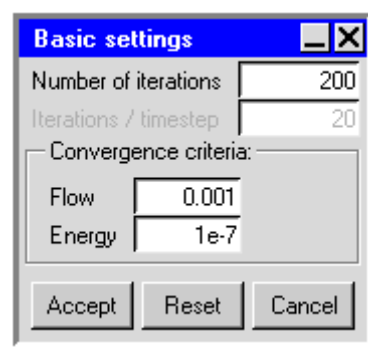 Basic settings
Number of iterations 200
Iterations / timestep 20
Convergence criteria:
Flow 0.001
Energy 1e-7
Accept Reset Cancel